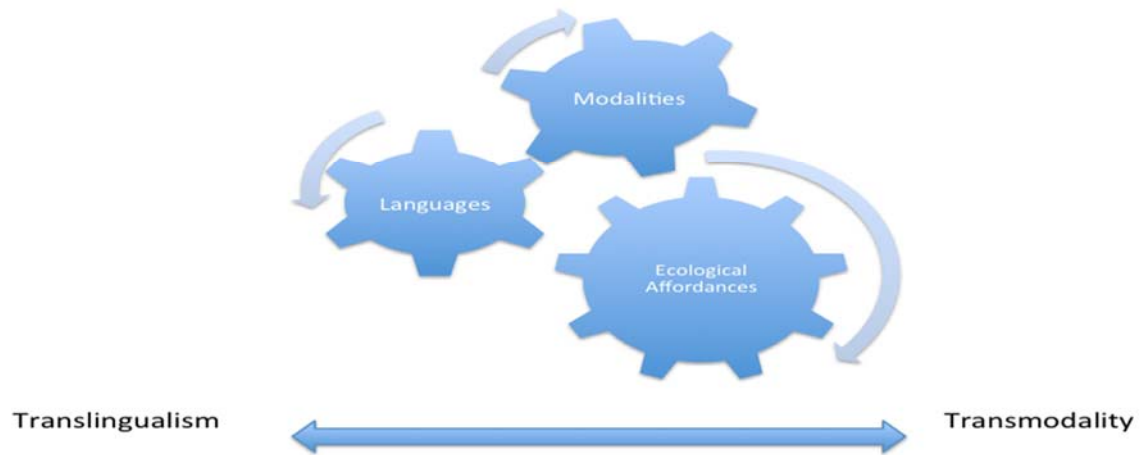 Modalities
Languages
Ecological
Affordances
Translingualism
Transmodality